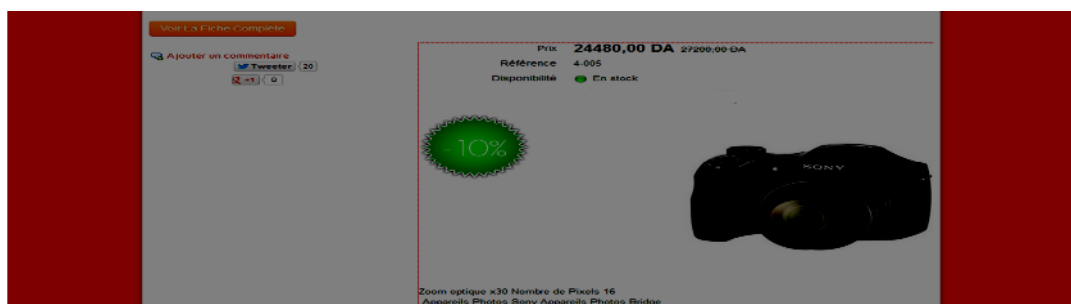 Voir La Fiche Complète
Ajouter un commentaire
Tweeter 20
+1 0
Prix 24480,00 DA 27200,00 DA
Référence 4-005
Disponibilité En stock
-10%
SONY
Zoom optique x30 Nombre de Pixels 16
Appareils Photos Sony Appareils Photos Bridge